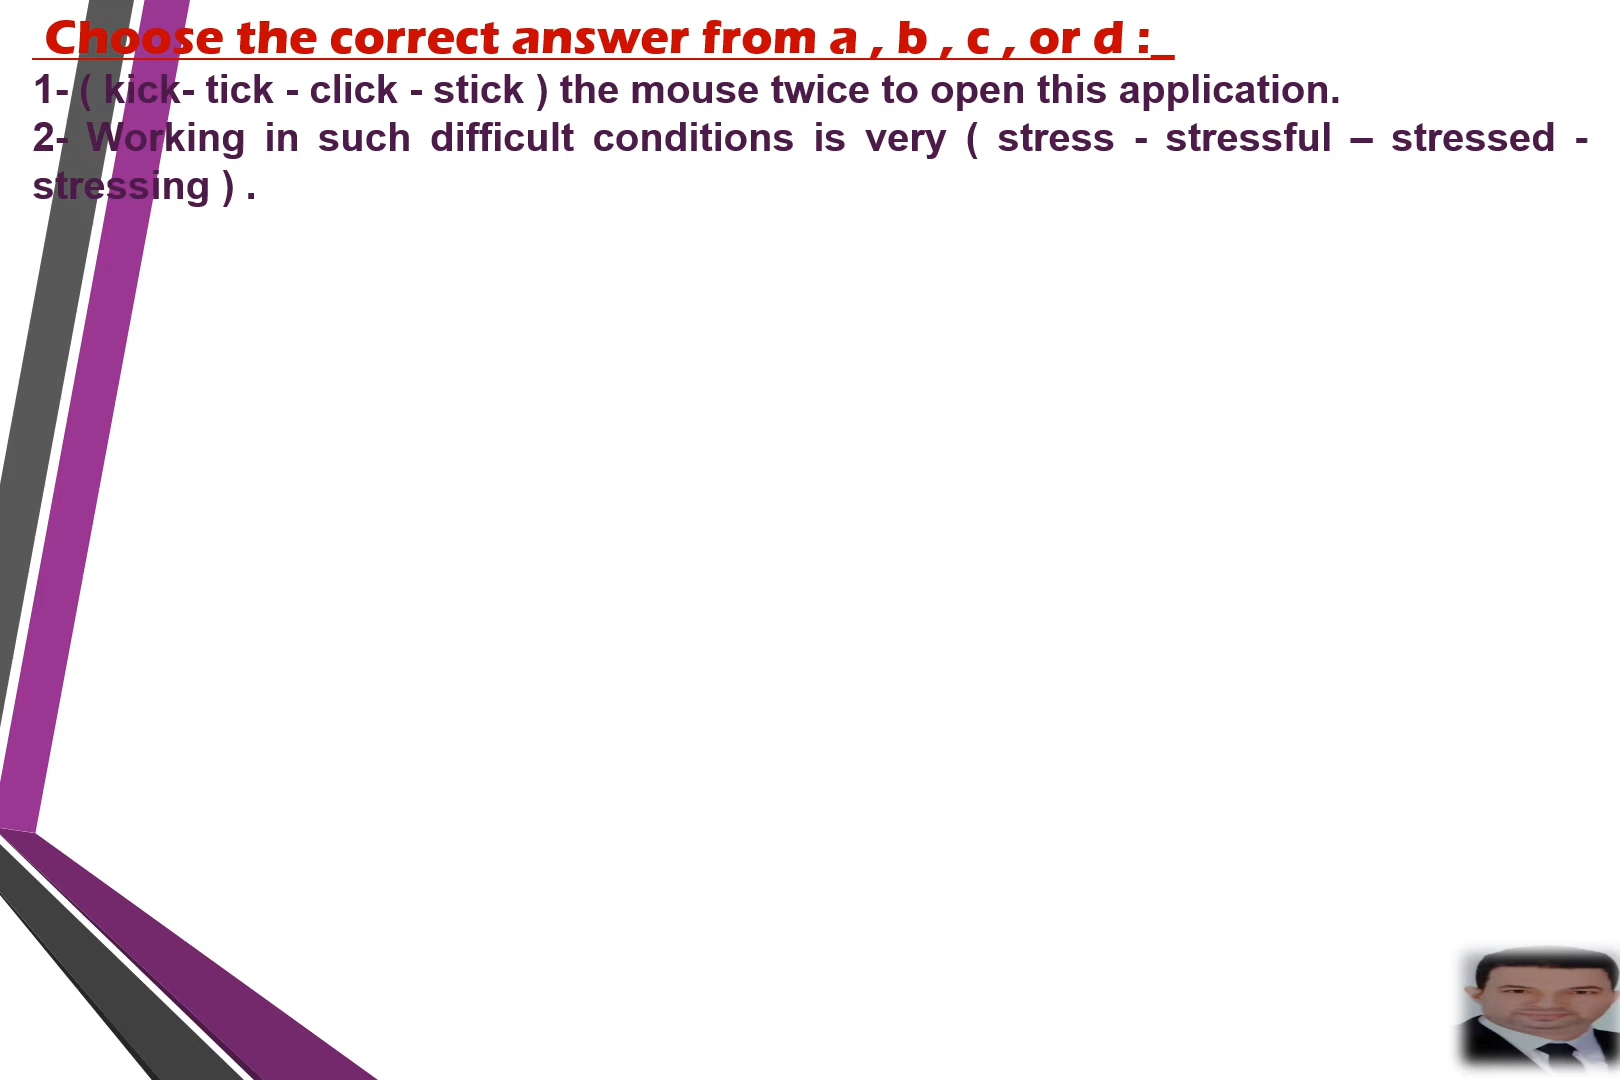 Choose the correct answer from a , b , c , or d :_
1- ( kick- tick - click - stick ) the mouse twice to open this application.
2- Working in such difficult conditions is very ( stress - stressful – stressed -
stressing ) .